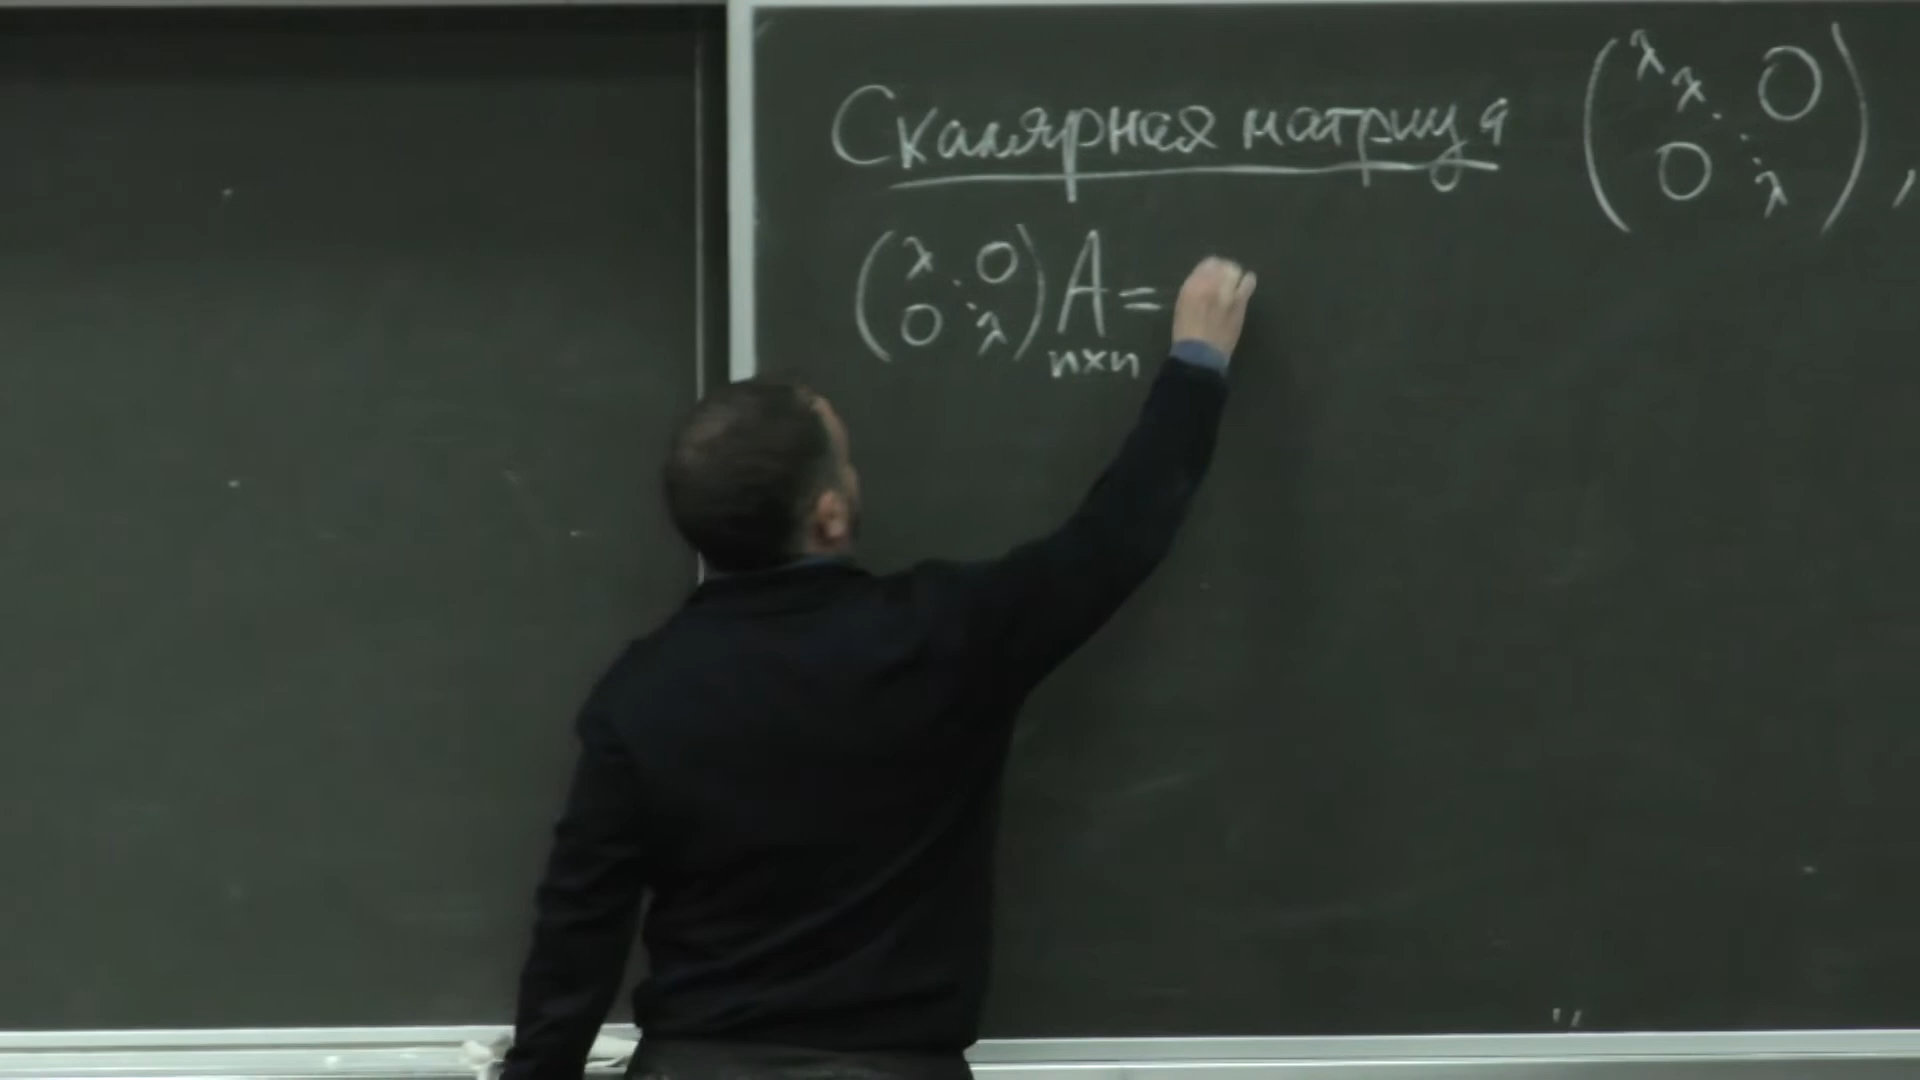 Скалярная матрица (λ λ ⋱ λ 0 0),
(λ 0 0 ⋱ λ) A =
n×n